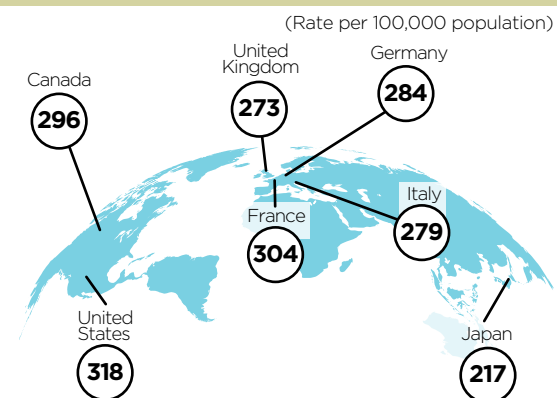 (Rate per 100,000 population)
United
Kingdom
273
Germany
284
Canada
296
France
304
Italy
279
United
States
318
Japan
217